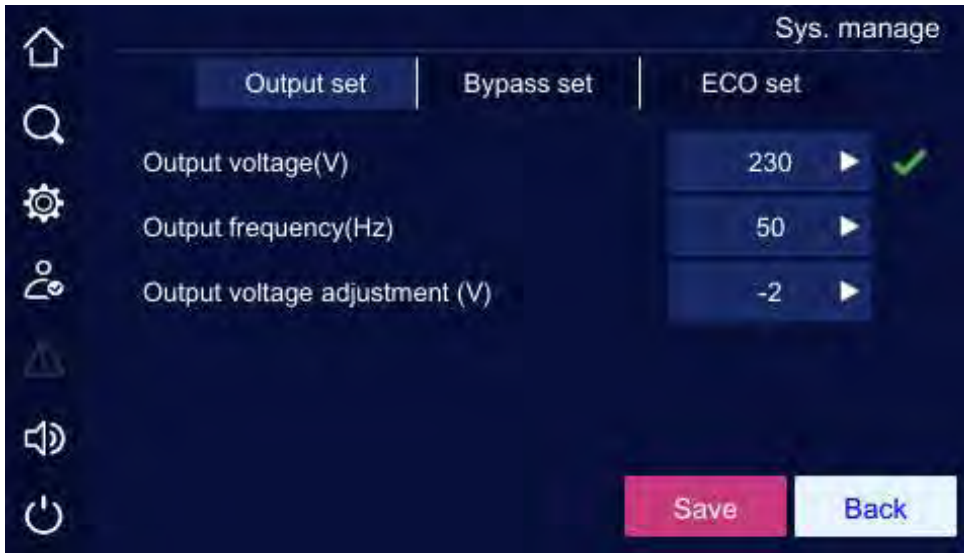 Sys. manage
Output set Bypass set ECO set
Output voltage(V) 230
Output frequency(Hz) 50
Output voltage adjustment (V) -2
Save Back